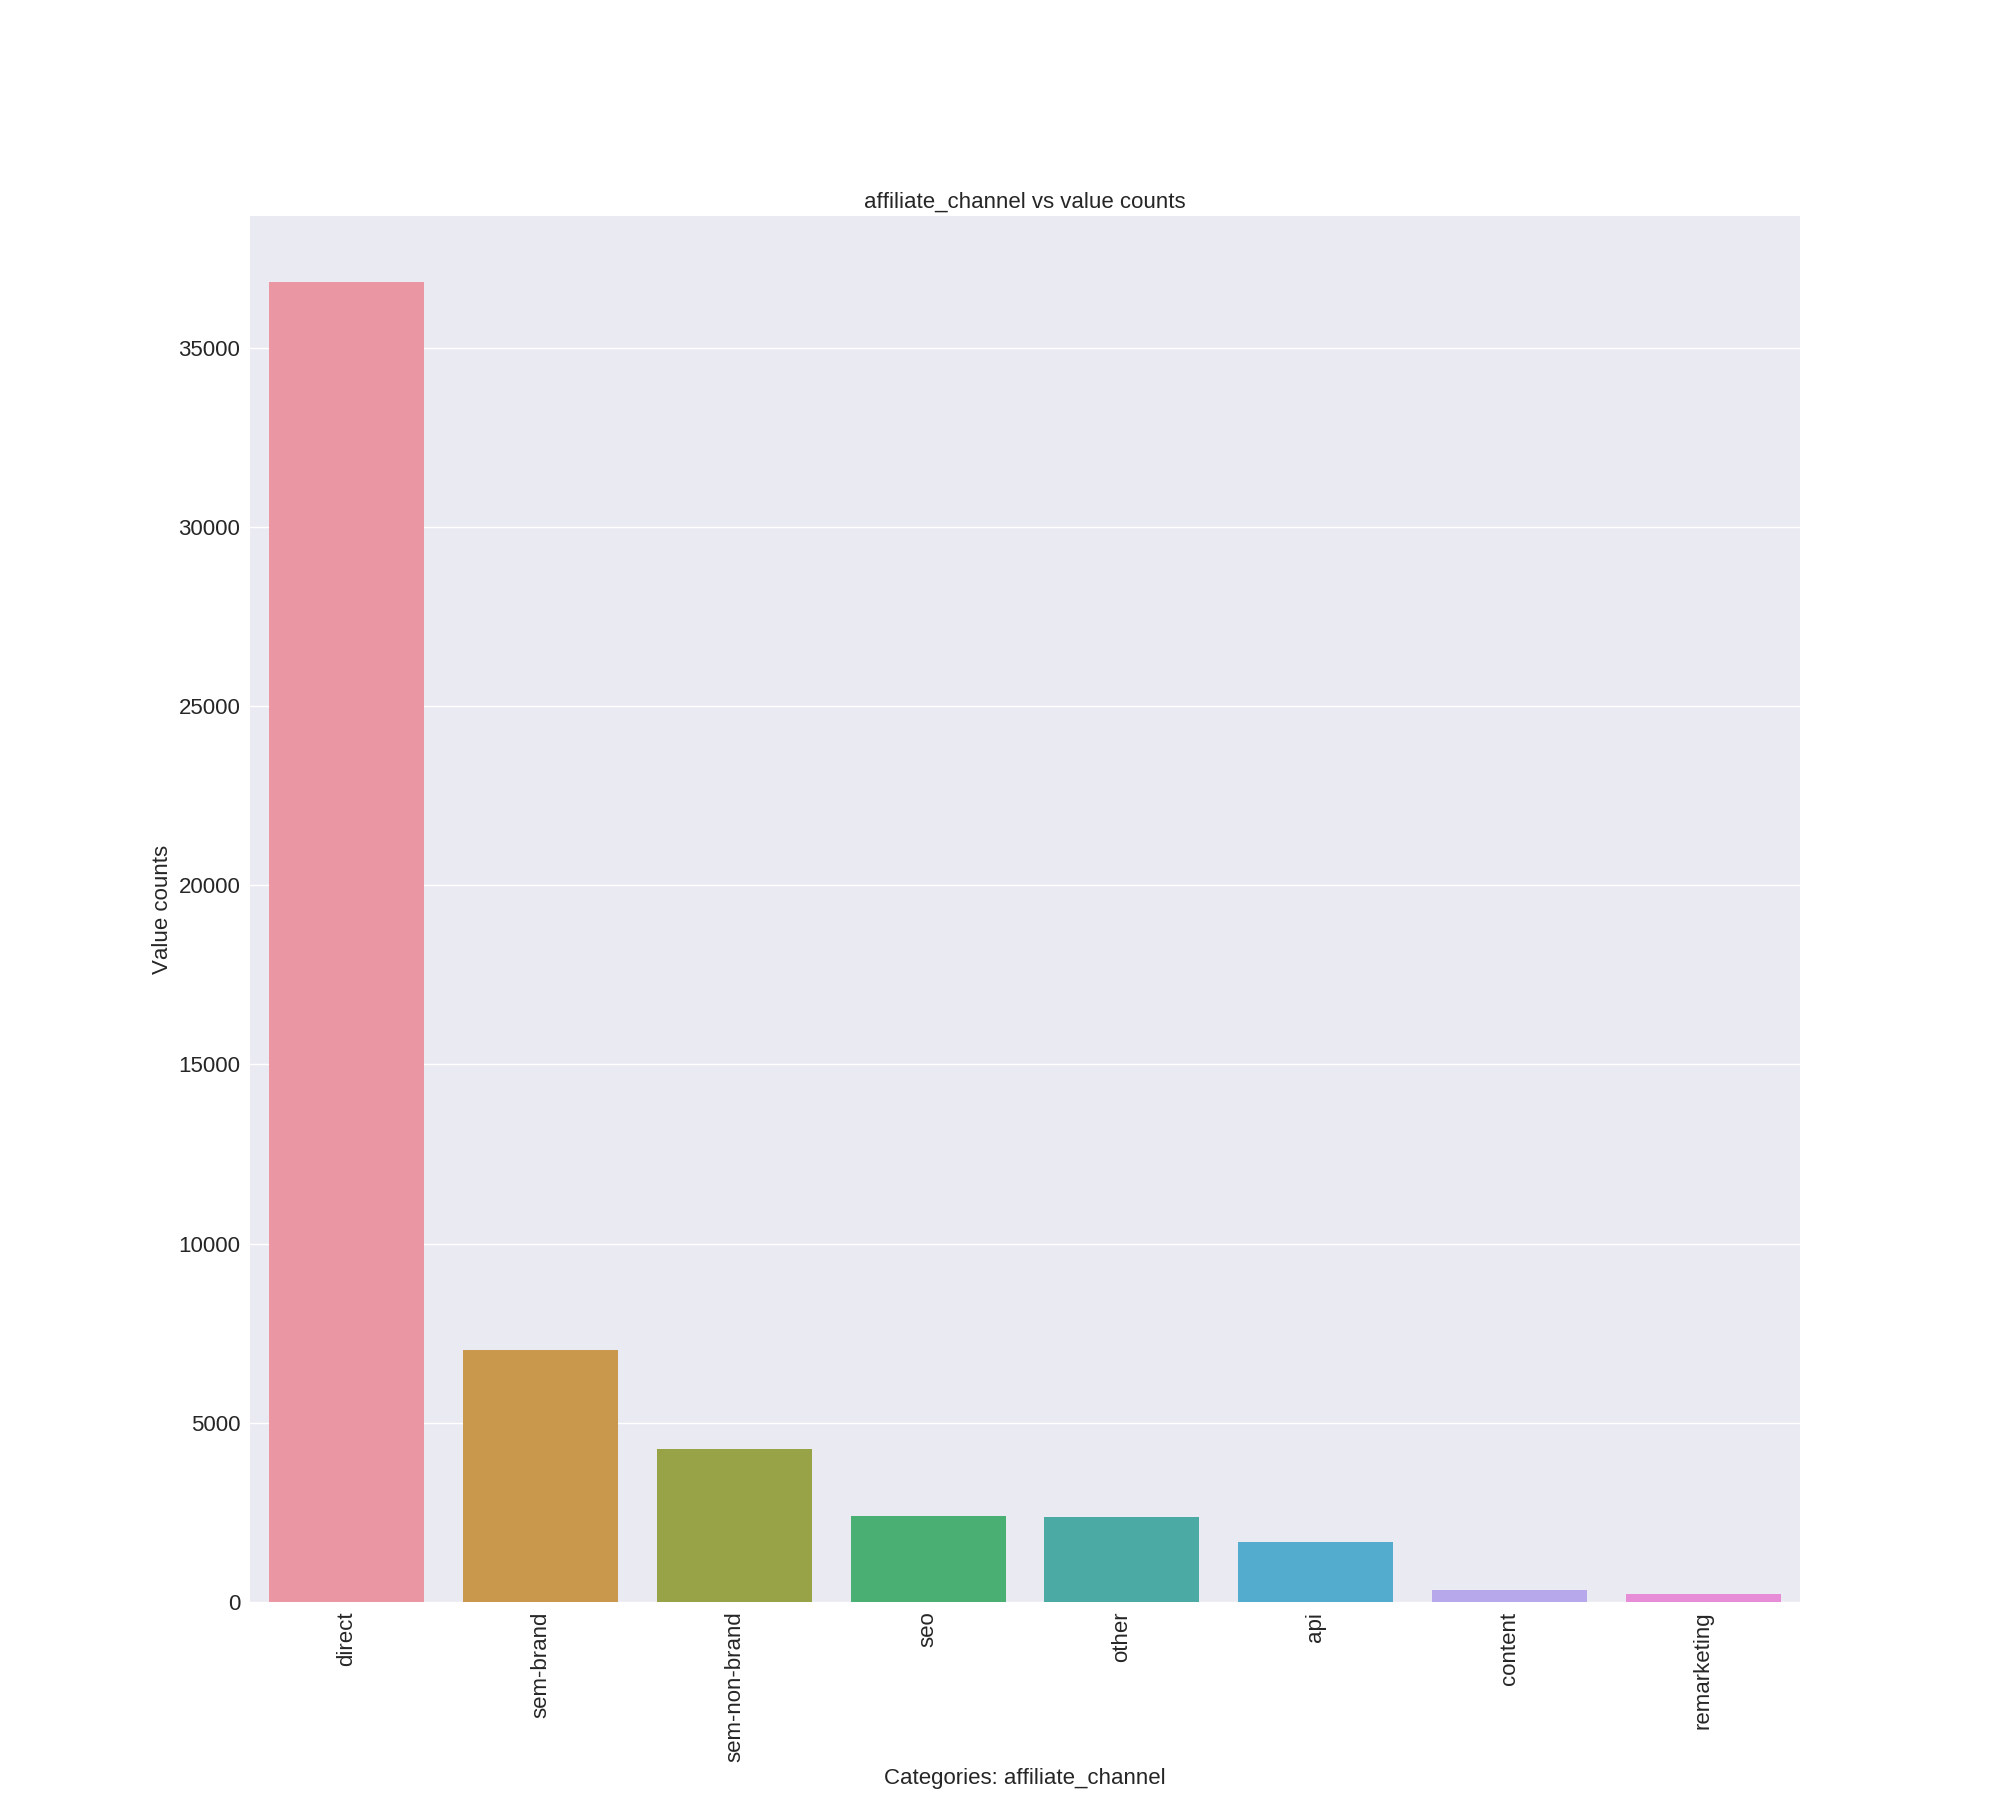 affiliate_channel vs value counts
35000
30000
25000
20000
15000
10000
5000
0
Value counts
direct
sem-brand
sem-non-brand
seo
other
api
content
remarketing
Categories: affiliate_channel